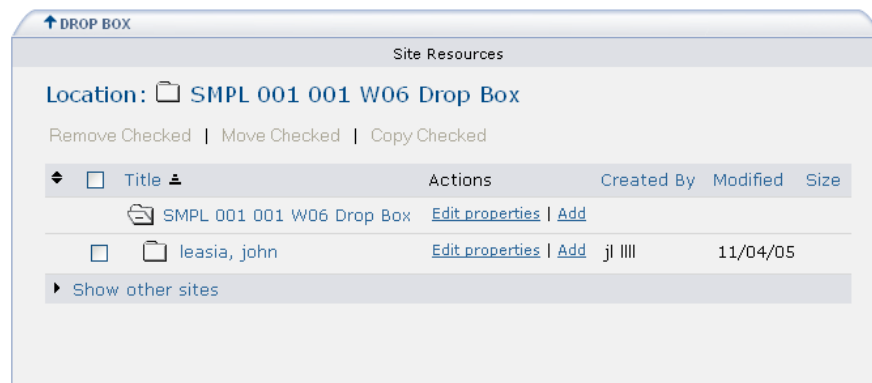 DROP BOX
Site Resources
Location: SMPL 001 001 W06 Drop Box
Remove Checked | Move Checked | Copy Checked
Title Actions Created By Modified Size
SMPL 001 001 W06 Drop Box Edit properties | Add
leasia, john Edit properties | Add jl llll 11/04/05
Show other sites